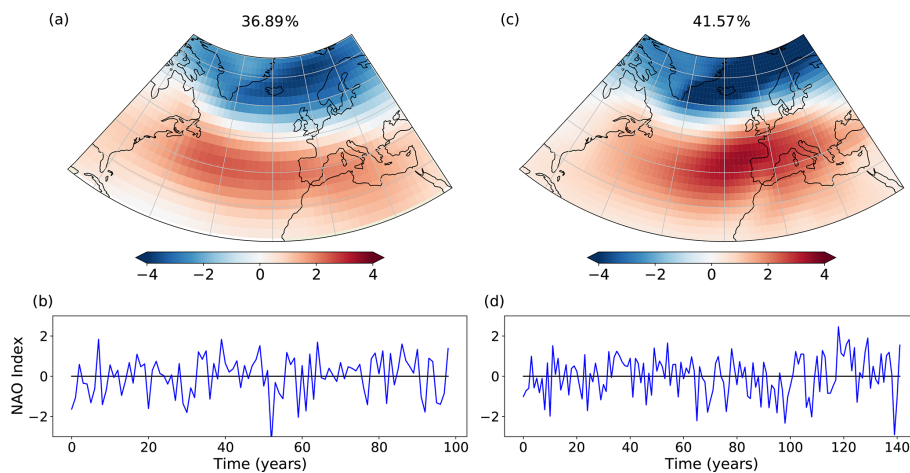 (a) 36.89%
(c) 41.57%
−4 −2 0 2 4
−4 −2 0 2 4
(b)
(d)
NAO Index
2
0
−2
0 20 40 60 80 100
Time (years)
2
0
−2
0 20 40 60 80 100 120 140
Time (years)